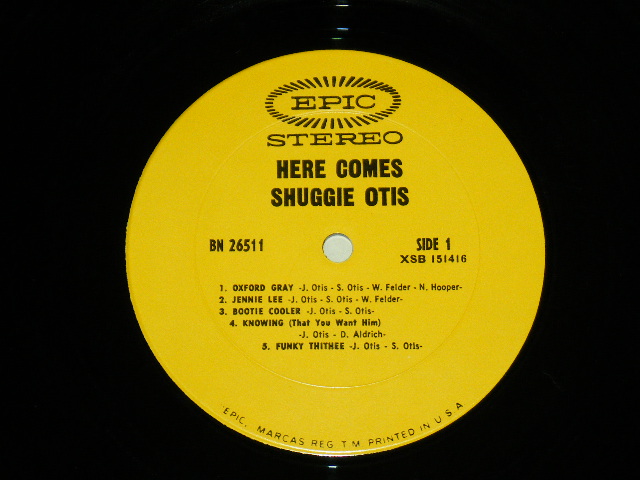 EPIC
STEREO
HERE COMES
SHUGGIE OTIS
BN 26511
SIDE 1
XSB 151416
1. OXFORD GRAY -J. Otis - S. Otis - W. Felder - N. Hooper-
2. JENNIE LEE -J. Otis - S. Otis - W. Felder-
3. BOOTIE COOLER -J. Otis - S. Otis-
4. KNOWING (That You Want Him)
-J. Otis - D. Aldrich-
5. FUNKY THITHEE -J. Otis - S. Otis-
"EPIC, MARCAS REG. T M PRINTED IN U S A